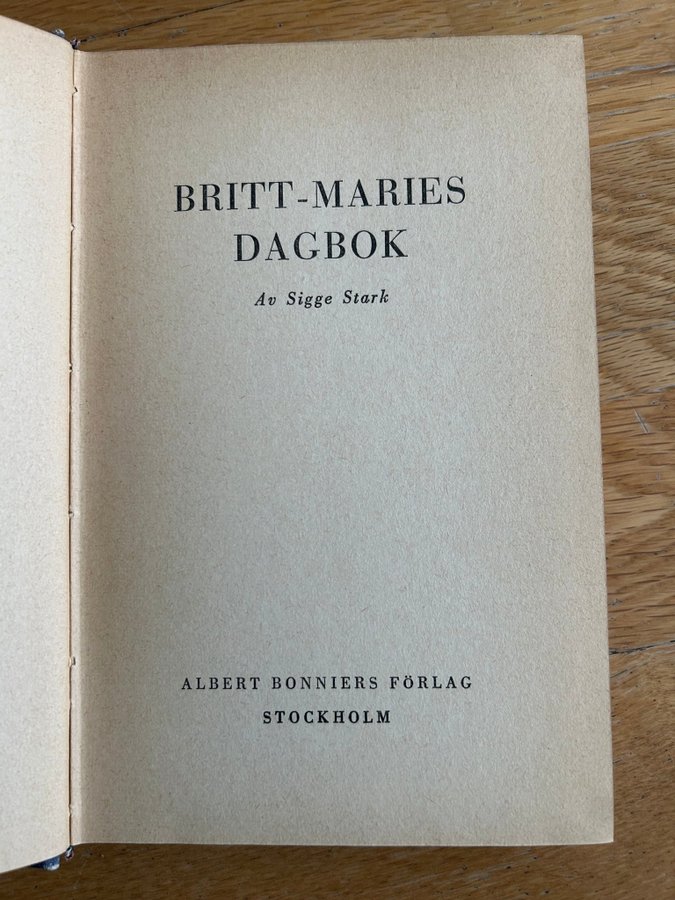 BRITT-MARIES
DAGBOK
Av Sigge Stark
ALBERT BONNIERS FÖRLAG
STOCKHOLM